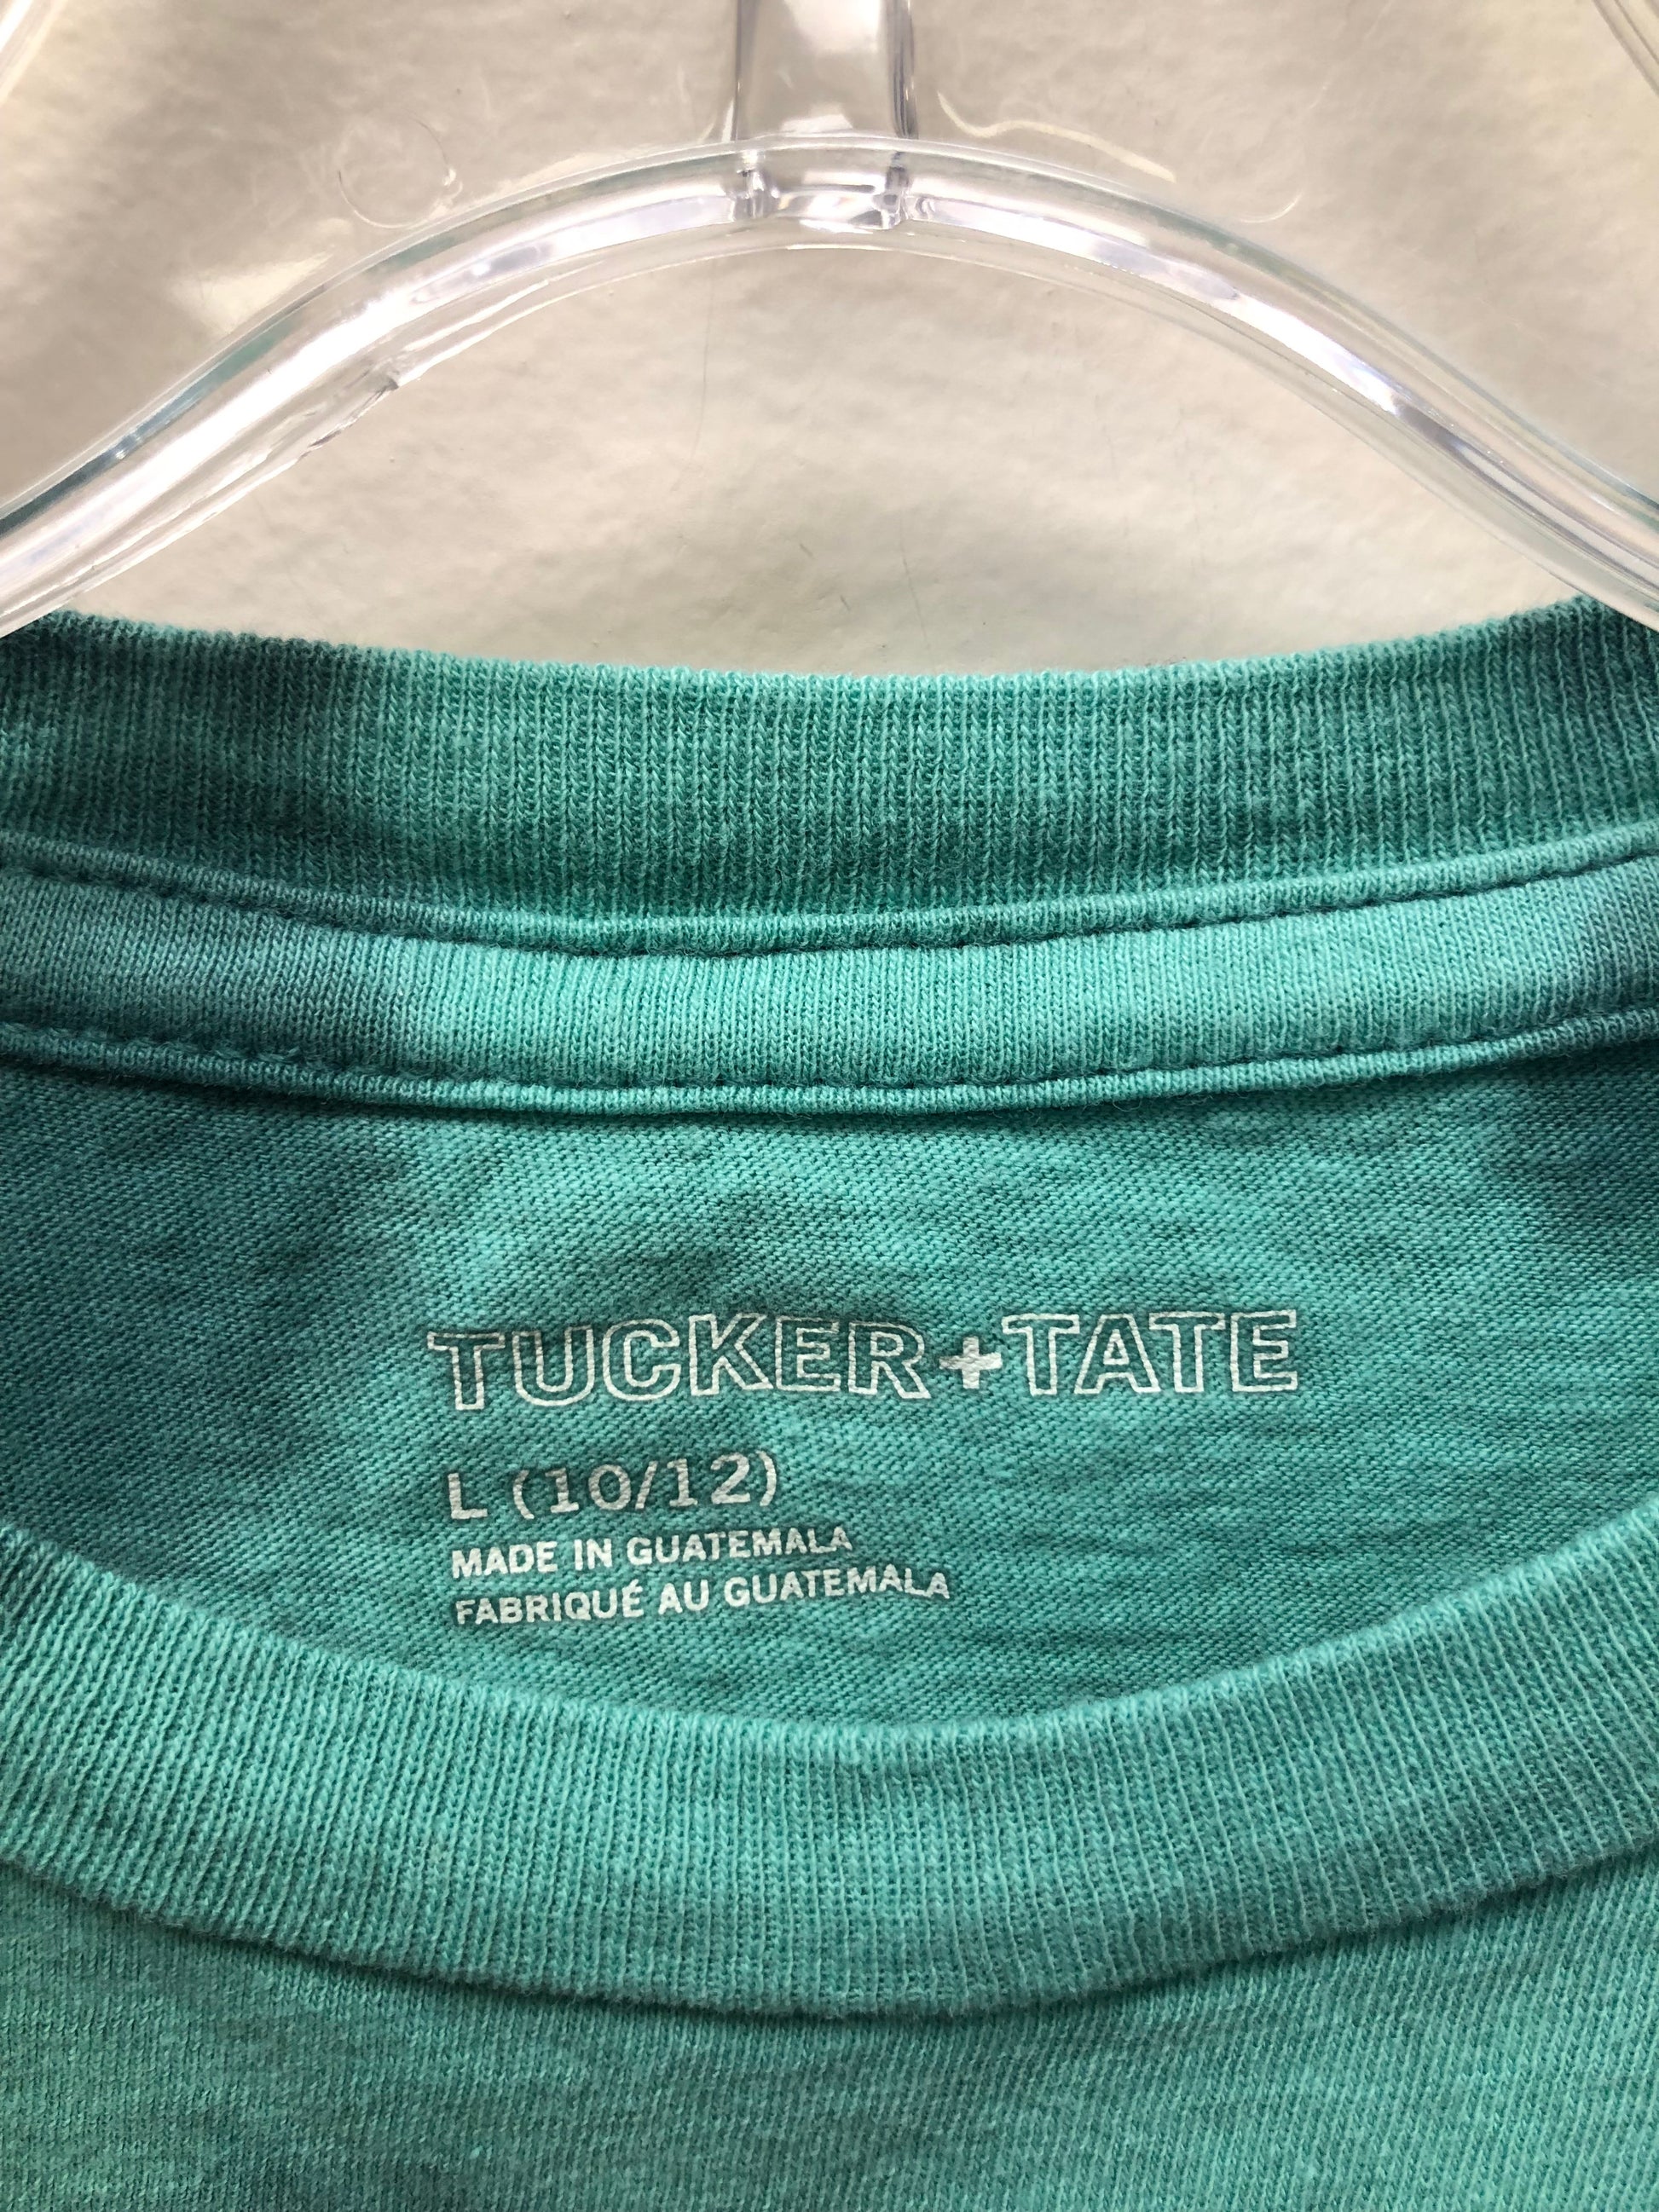 TUCKER+TATE
L (10/12)
MADE IN GUATEMALA
FABRIQUÉ AU GUATEMALA